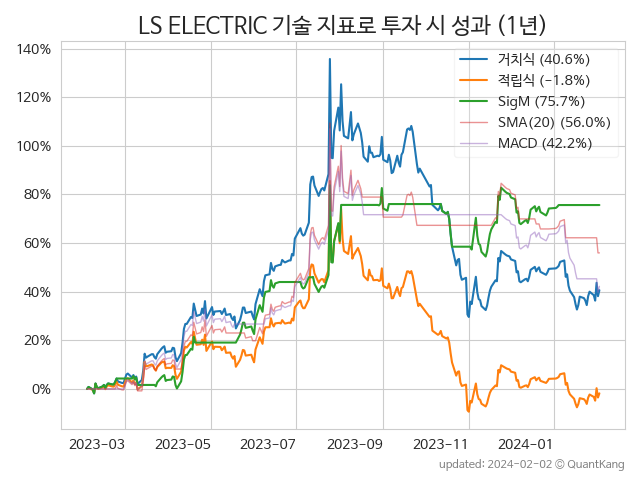 LS ELECTRIC 기술 지표로 투자 시 성과 (1년)
140%
120%
100%
80%
60%
40%
20%
0%
거치식 (40.6%)
적립식 (−1.8%)
SigM (75.7%)
SMA(20) (56.0%)
MACD (42.2%)
2023-03
2023-05
2023-07
2023-09
2023-11
2024-01
updated: 2024-02-02 © QuantKang